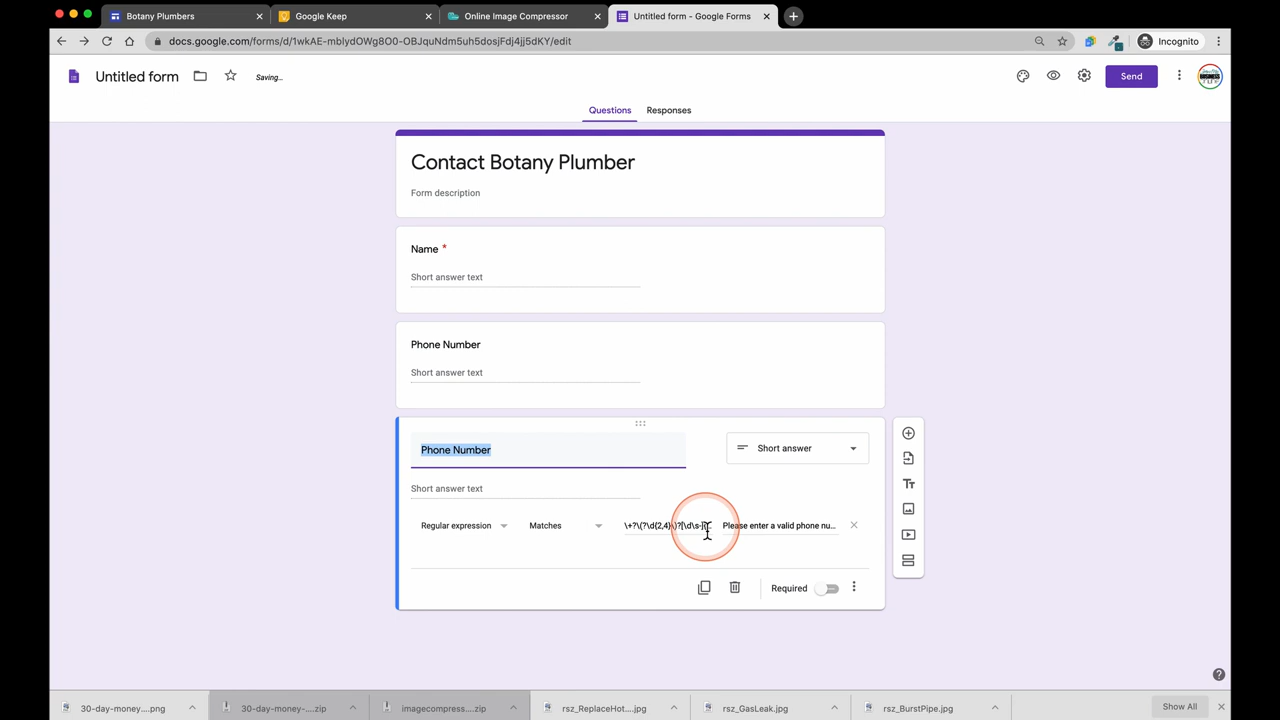 Botany Plumbers
Google Keep
Online Image Compressor
Untitled form - Google Forms
docs.google.com/forms/d/1wkAE-mblydOWg8O0-OBJquNdm5uh5dosjFdj4jj5dKY/edit
Incognito
Untitled form
Saving...
Send
Questions
Responses
Contact Botany Plumber
Form description
Name *
Short answer text
Phone Number
Short answer text
Phone Number
Short answer
Short answer text
Regular expression
Matches
\+?\(?\d{2,4}\)?[\d\s-]
Please enter a valid phone nu...
Required
30-day-money....png
30-day-money-....zip
imagecompress....zip
rsz_ReplaceHot....jpg
rsz_GasLeak.jpg
rsz_BurstPipe.jpg
Show All